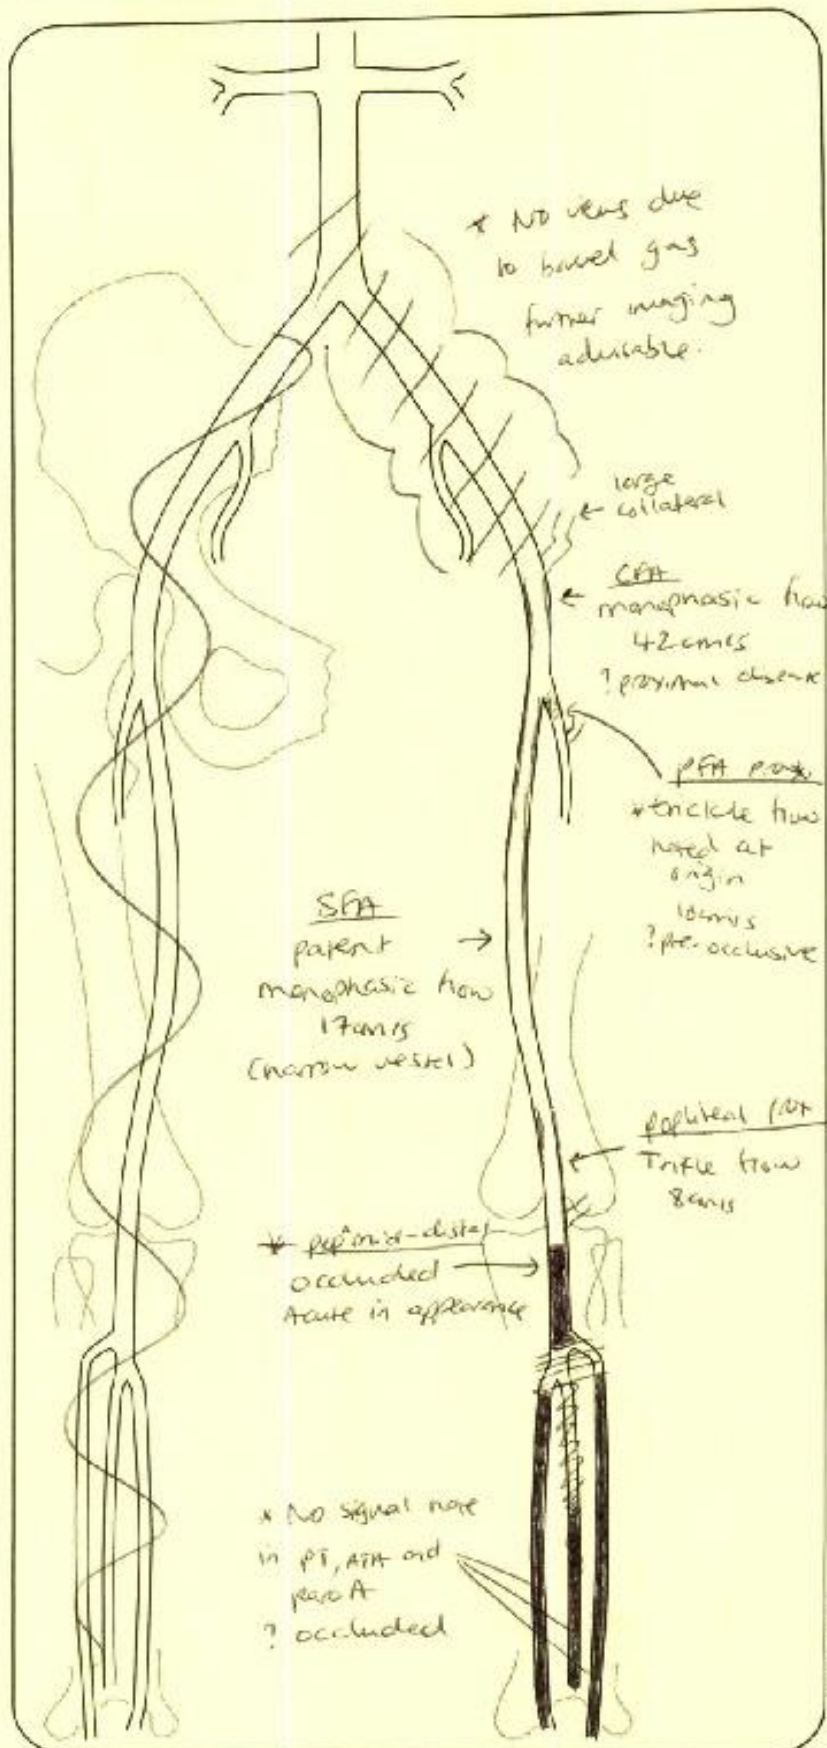 * No views due
to bowel gas
further imaging
advisable.
large
collateral
CFA
monophasic flow
42cm/s
? proximal disease
PFA prox
* trickle flow
noted at
origin
10cm/s
? pre-occlusive
SFA
patent
monophasic flow
17cm/s
(narrow vessel)
popliteal prox
Trickle flow
8cm/s
* pop mid-distal
occluded
Acute in appearance
* No signal
in PT, ATA and
pero A
? occluded